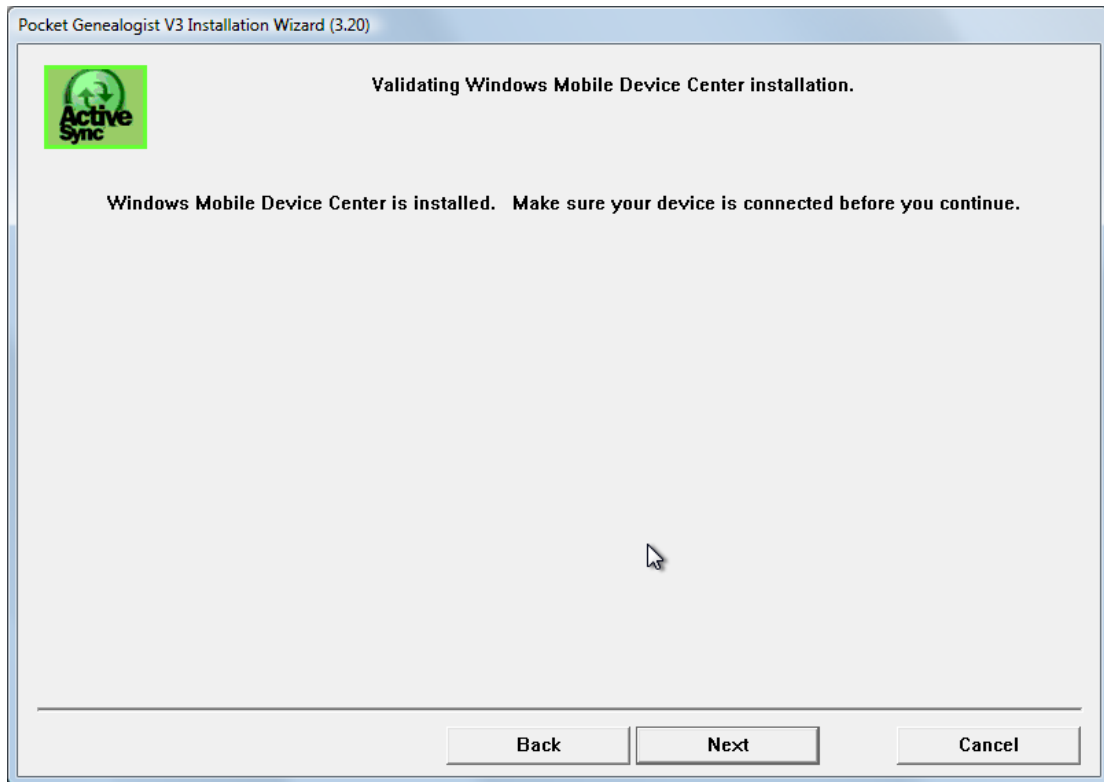 Pocket Genealogist V3 Installation Wizard (3.20)
Active
Sync
Validating Windows Mobile Device Center installation.
Windows Mobile Device Center is installed.   Make sure your device is connected before you continue.
Back
Next
Cancel